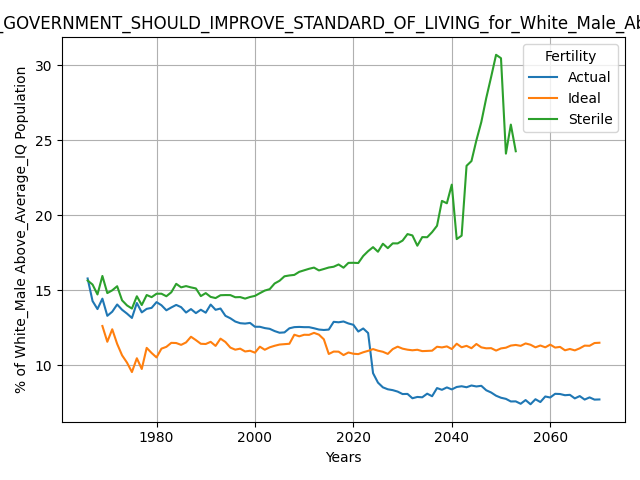 _GOVERNMENT_SHOULD_IMPROVE_STANDARD_OF_LIVING_for_White_Male_Ab
% of White_Male Above_Average_IQ Population
30
25
20
15
10
Fertility
Actual
Ideal
Sterile
1980
2000
2020
2040
2060
Years